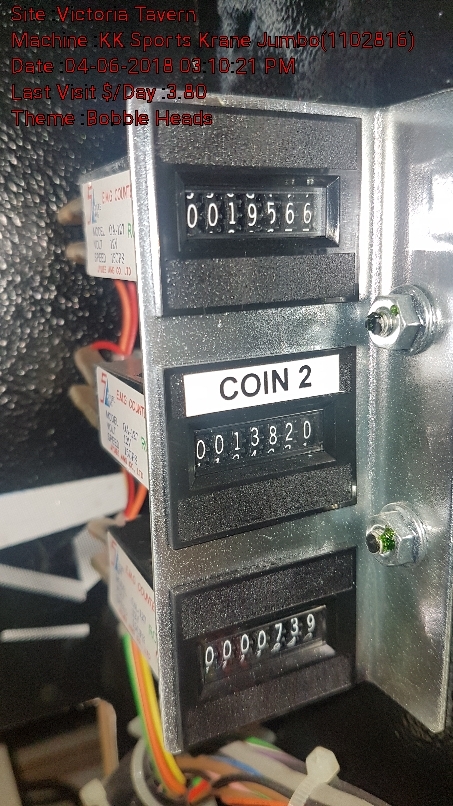 Site :Victoria Tavern
Machine :KK Sports Krane Jumbo(1102816)
Date :04-06-2018 03:10:21 PM
Last Visit $/Day :3.80
Theme :Bobble Heads
0019566
COIN 2
0013820
0000739